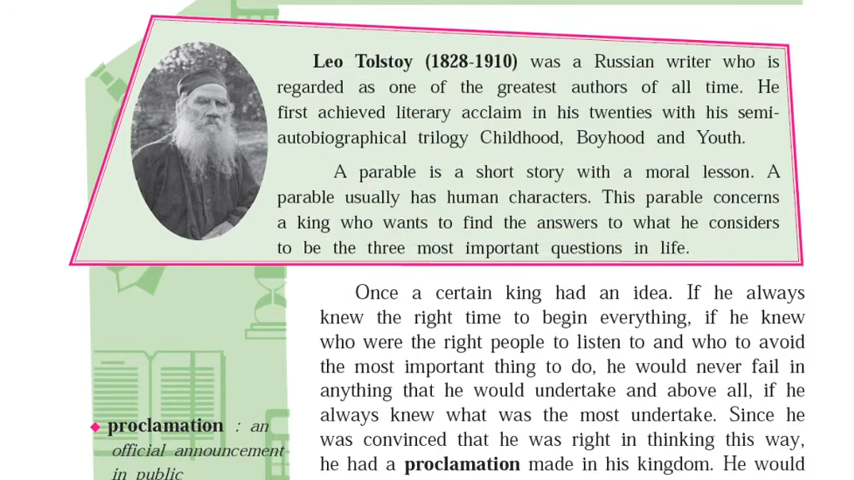 Leo Tolstoy (1828-1910) was a Russian writer who is
regarded as one of the greatest authors of all time. He
first achieved literary acclaim in his twenties with his semi-
autobiographical trilogy Childhood, Boyhood and Youth.
A parable is a short story with a moral lesson. A
parable usually has human characters. This parable concerns
a king who wants to find the answers to what he considers
to be the three most important questions in life.
Once a certain king had an idea. If he always
knew the right time to begin everything, if he knew
who were the right people to listen to and who to avoid
the most important thing to do, he would never fail in
anything that he would undertake and above all, if he
always knew what was the most undertake. Since he
was convinced that he was right in thinking this way,
he had a proclamation made in his kingdom. He would
proclamation : an
official announcement
in public